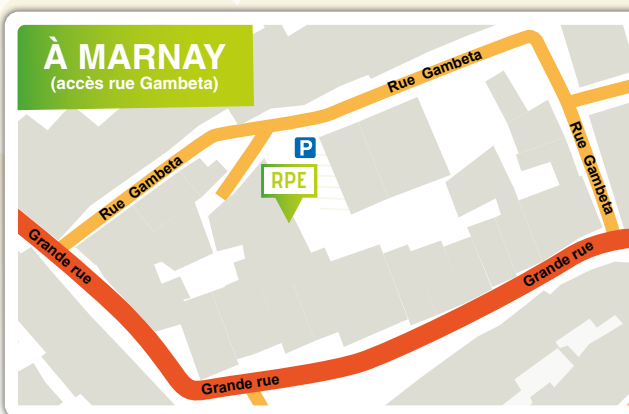 À MARNAY
(accès rue Gambeta)
Rue Gambeta
P
RPE
Rue Gambeta
Rue Gambeta
Grande rue
Grande rue
Grande rue